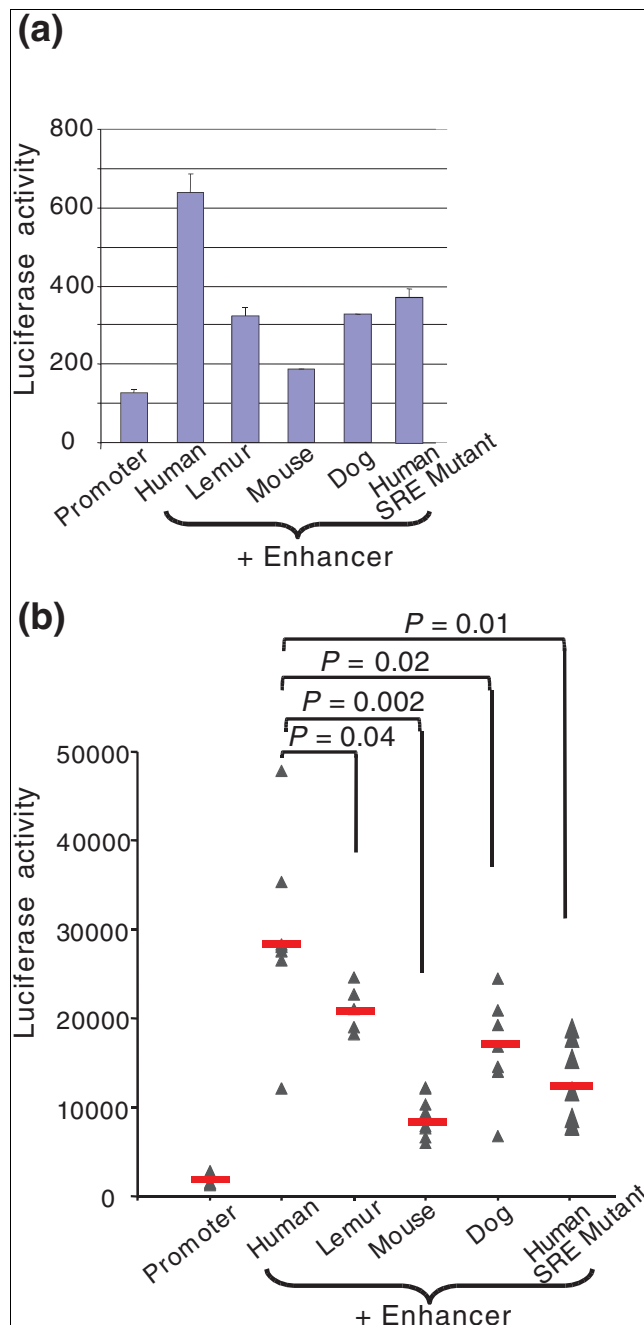 (a)
Luciferase activity
800
600
400
200
0
Promoter
Human
Lemur
Mouse
Dog
Human
SRE Mutant
+ Enhancer
(b)
P = 0.01
P = 0.02
P = 0.002
P = 0.04
Luciferase activity
50000
40000
30000
20000
10000
0
Promoter
Human
Lemur
Mouse
Dog
Human
SRE Mutant
+ Enhancer